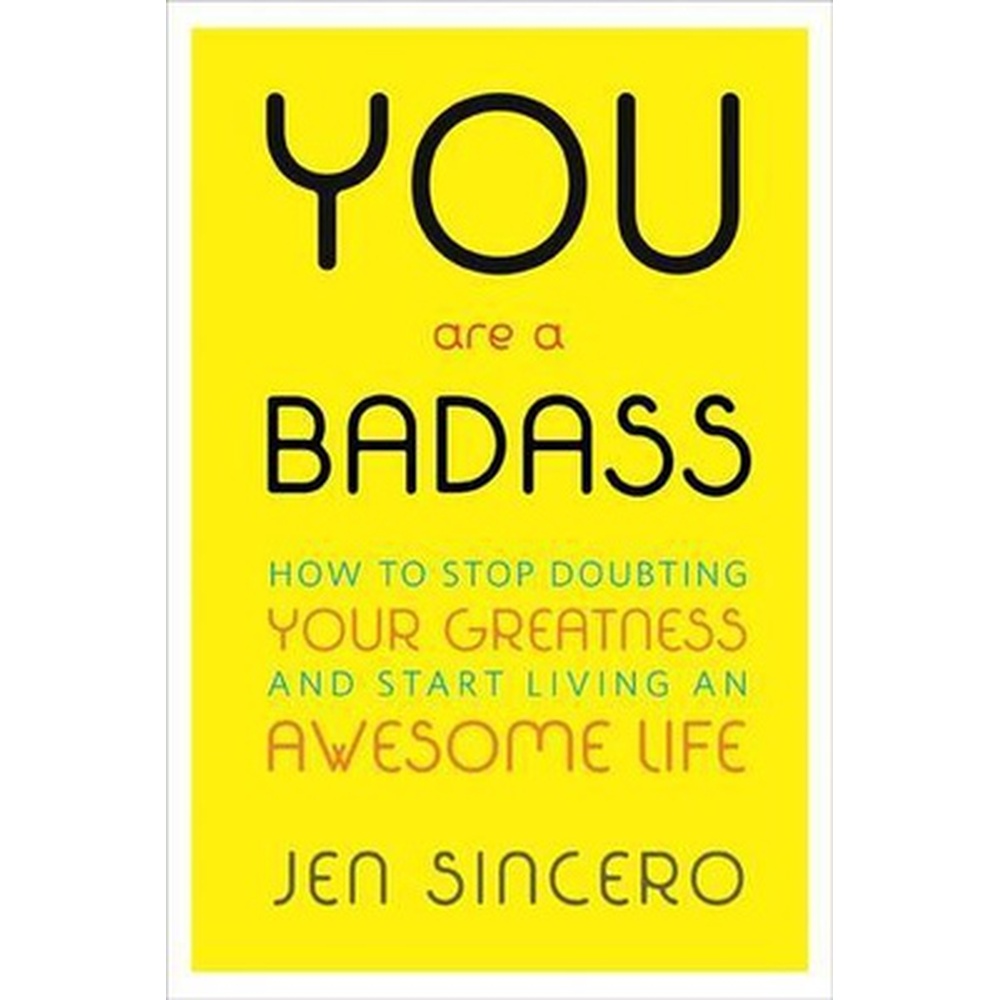 YOU
are a
BADASS
HOW TO STOP DOUBTING
YOUR GREATNESS
AND START LIVING AN
AWESOME LIFE
JEN SINCERO